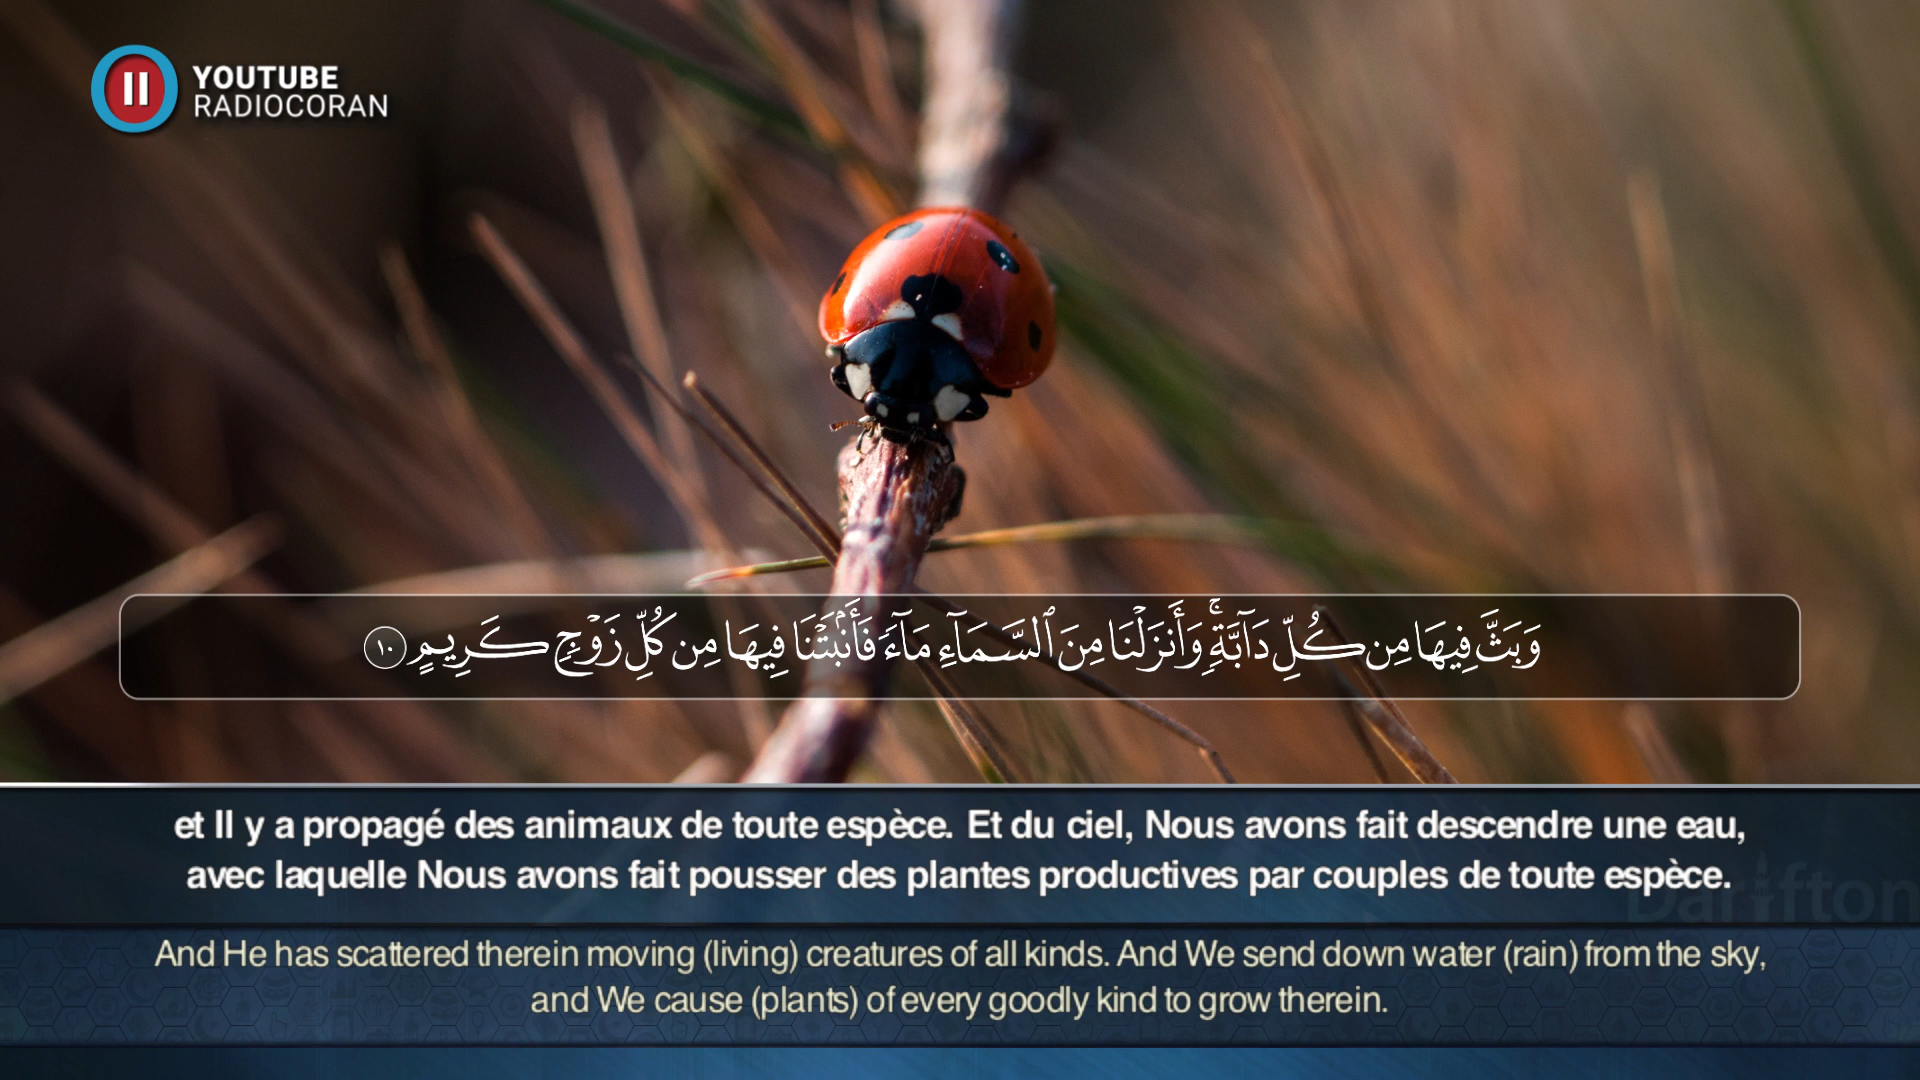 YOUTUBE
RADIOCORAN
وَبَثَّ فِيهَا مِن كُلِّ دَآبَّةٍۚ وَأَنزَلْنَا مِنَ ٱلسَّمَآءِ مَآءً فَأَنۢبَتْنَا فِيهَا مِن كُلِّ زَوْجٍ كَرِيمٍ ١٠
et Il y a propagé des animaux de toute espèce. Et du ciel, Nous avons fait descendre une eau,
avec laquelle Nous avons fait pousser des plantes productives par couples de toute espèce.
And He has scattered therein moving (living) creatures of all kinds. And We send down water (rain) from the sky,
and We cause (plants) of every goodly kind to grow therein.